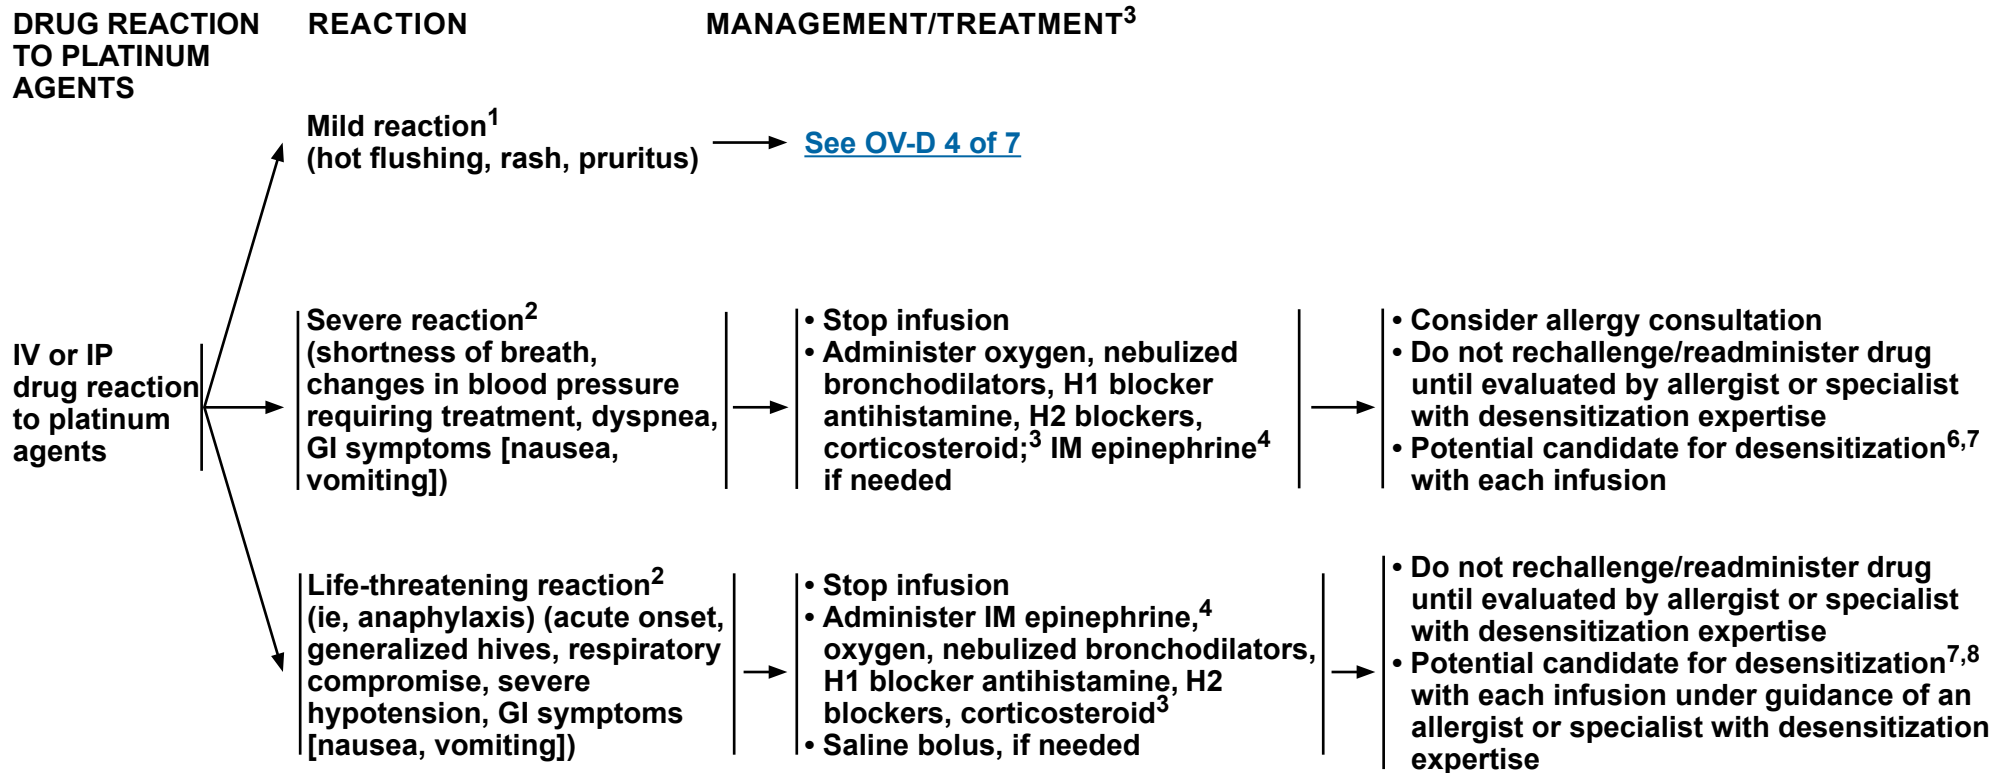 DRUG REACTION
TO PLATINUM
AGENTS
REACTION
MANAGEMENT/TREATMENT3
Mild reaction1
(hot flushing, rash, pruritus)
See OV-D 4 of 7
IV or IP
drug reaction
to platinum
agents
Severe reaction2
(shortness of breath,
changes in blood pressure
requiring treatment, dyspnea,
GI symptoms [nausea,
vomiting])
• Stop infusion
• Administer oxygen, nebulized
bronchodilators, H1 blocker
antihistamine, H2 blockers,
corticosteroid;3 IM epinephrine4
if needed
• Consider allergy consultation
• Do not rechallenge/readminister drug
until evaluated by allergist or specialist
with desensitization expertise
• Potential candidate for desensitization6,7
with each infusion
Life-threatening reaction2
(ie, anaphylaxis) (acute onset,
generalized hives, respiratory
compromise, severe
hypotension, GI symptoms
[nausea, vomiting])
• Stop infusion
• Administer IM epinephrine,4
oxygen, nebulized bronchodilators,
H1 blocker antihistamine, H2
blockers, corticosteroid3
• Saline bolus, if needed
• Do not rechallenge/readminister drug
until evaluated by allergist or specialist
with desensitization expertise
• Potential candidate for desensitization7,8
with each infusion under guidance of an
allergist or specialist with desensitization
expertise